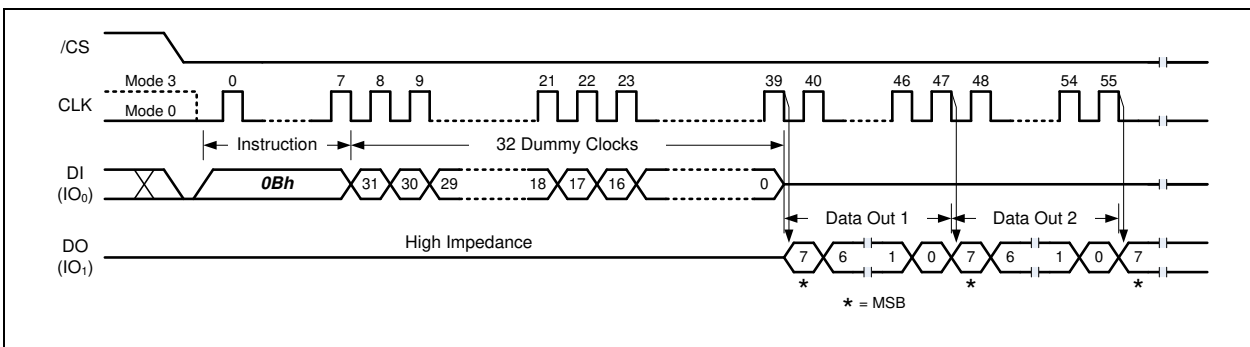 /CS
Mode 3 0 7 8 9 21 22 23 39 40 46 47 48 54 55
CLK
Mode 0
Instruction 32 Dummy Clocks
DI
(IO₀)
0Bh 31 30 29 18 17 16 0
Data Out 1 Data Out 2
DO
(IO₁)
High Impedance
7 6 1 0 7 6 1 0 7
* * *
* = MSB